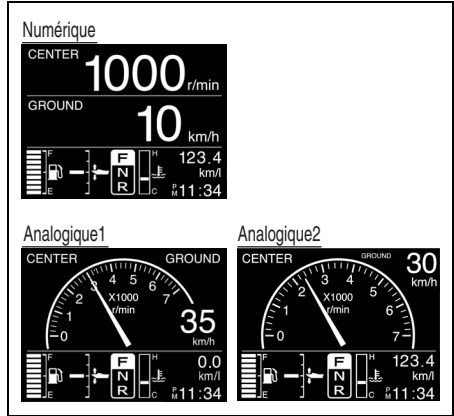 Numérique
CENTER
1000 r/min
GROUND
10 km/h
F F H 123.4
N km/l
E R C PM 11:34
Analogique1
CENTER GROUND
0 1 2 3 4 5 6 7
X1000
r/min
35
km/h
F F H 0.0
N km/l
E R C PM 11:34
Analogique2
CENTER GROUND 30
km/h
0 1 2 3 4 5 6 7
X1000
r/min
F F H 123.4
N km/l
E R C PM 11:34